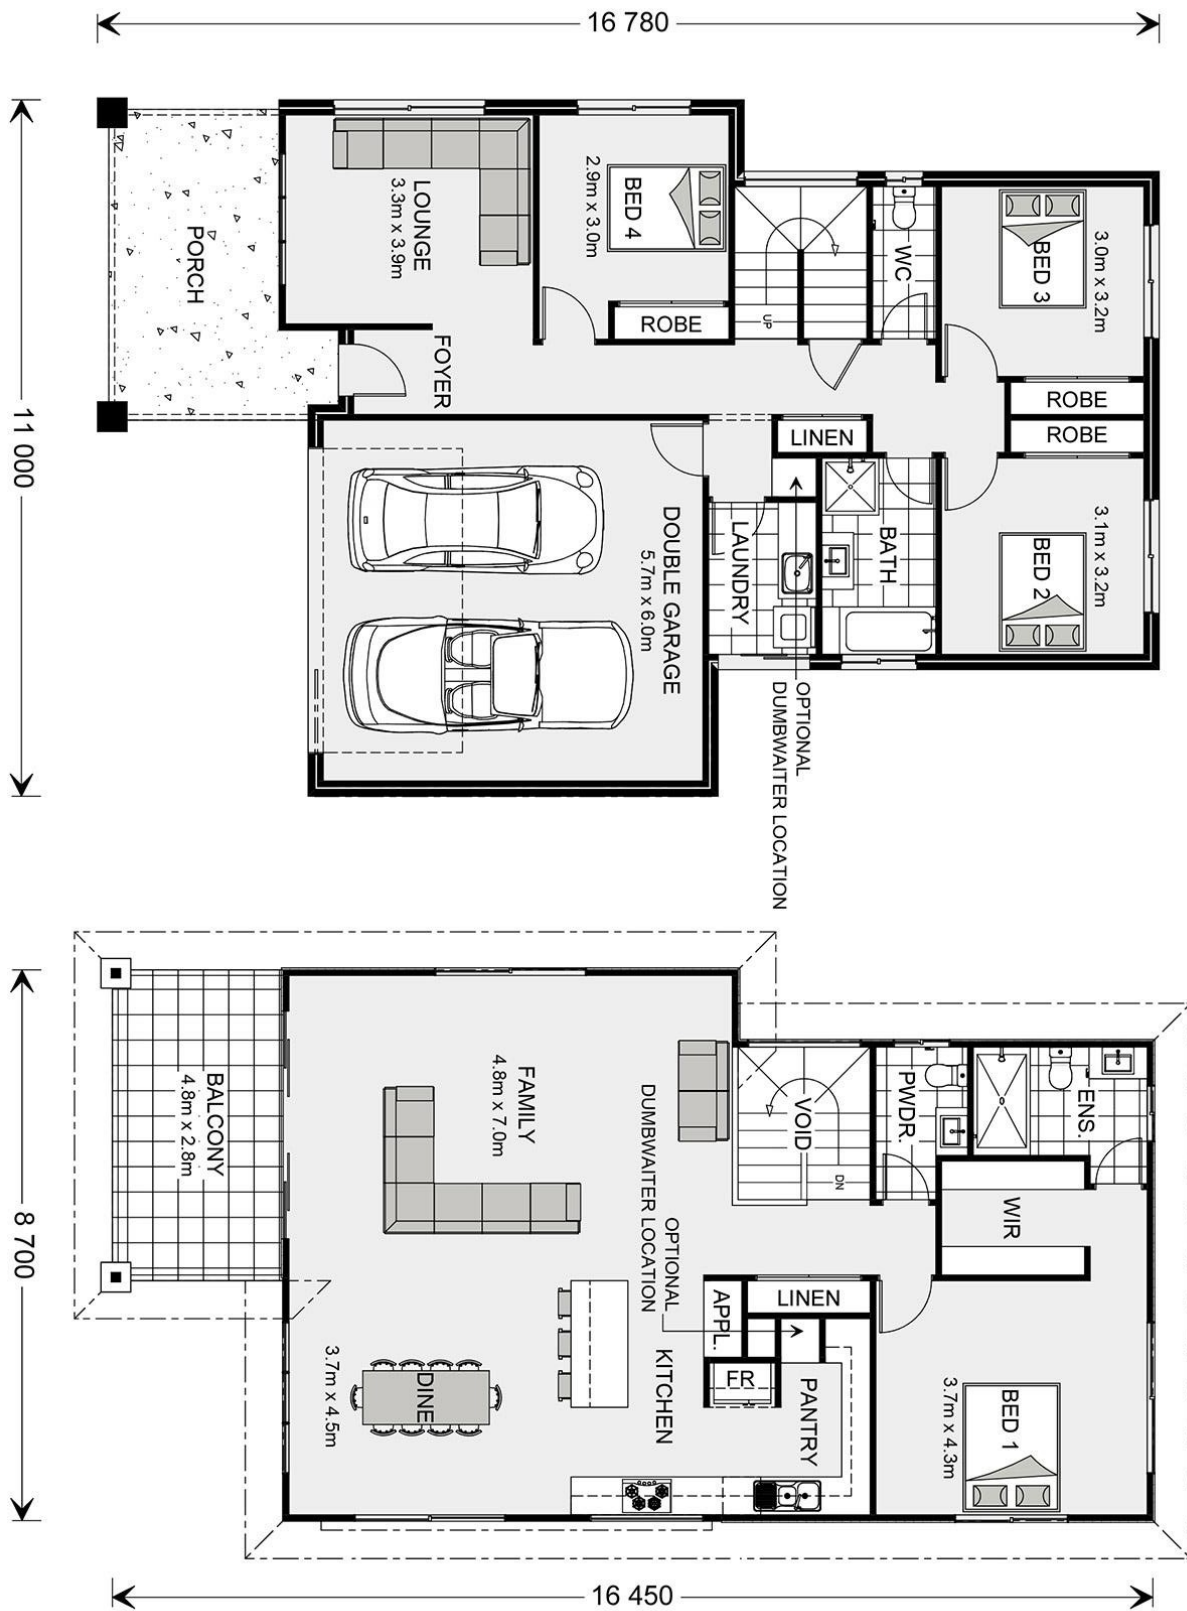 16 780
11 000
PORCH
LOUNGE
3.3m x 3.9m
BED 4
2.9m x 3.0m
ROBE
UP
WC
BED 3
3.0m x 3.2m
ROBE
ROBE
FOYER
LINEN
DOUBLE GARAGE
5.7m x 6.0m
LAUNDRY
BATH
BED 2
3.1m x 3.2m
OPTIONAL
DUMBWAITER LOCATION
8 700
BALCONY
4.8m x 2.8m
FAMILY
4.8m x 7.0m
VOID
DN
PWDR.
ENS.
WIR
OPTIONAL
DUMBWAITER LOCATION
APPL.
LINEN
FR
KITCHEN
PANTRY
DINE
3.7m x 4.5m
BED 1
3.7m x 4.3m
16 450